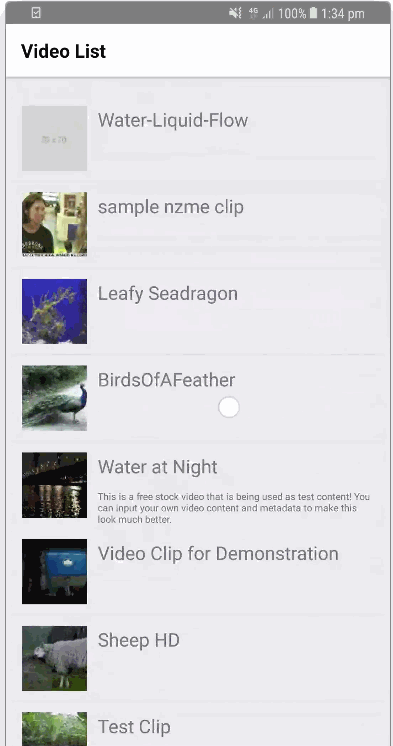 4G 100% 1:34 pm
Video List
Water-Liquid-Flow
sample nzme clip
Leafy Seadragon
BirdsOfAFeather
Water at Night
This is a free stock video that is being used as test content! You
can input your own video content and metadata to make this
look much better.
Video Clip for Demonstration
Sheep HD
Test Clip